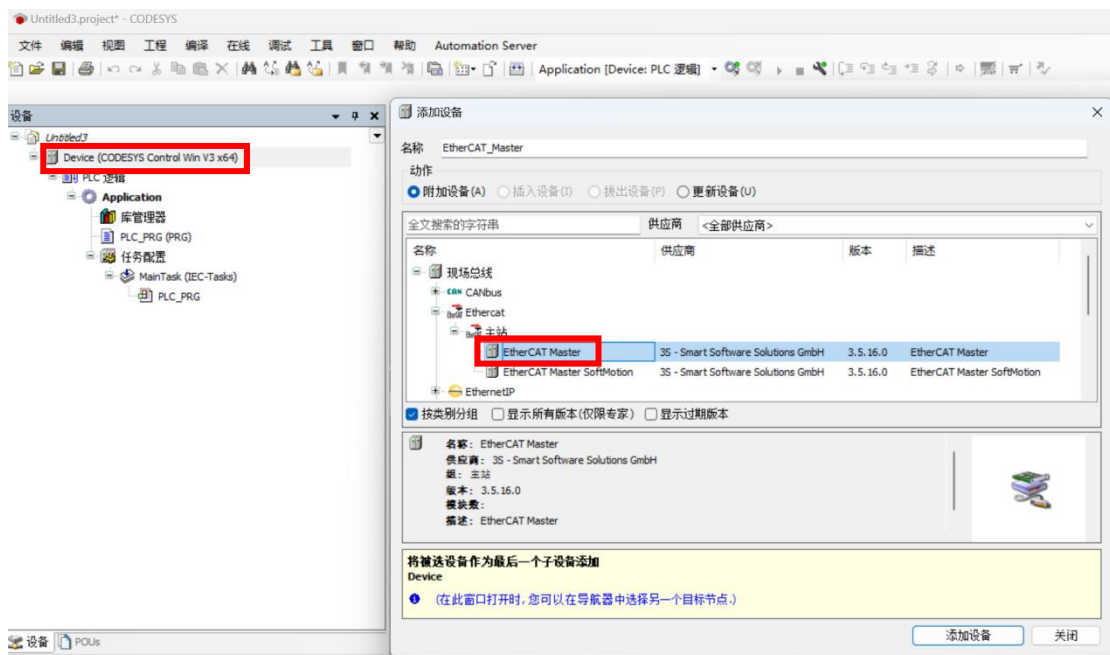 Untitled3.project* - CODESYS
文件 编辑 视图 工程 编译 在线 调试 工具 窗口 帮助 Automation Server
Application [Device: PLC 逻辑]
设备
Untitled3
Device (CODESYS Control Win V3 x64)
PLC 逻辑
Application
库管理器
PLC_PRG (PRG)
任务配置
MainTask (IEC-Tasks)
PLC_PRG
设备 POUs
添加设备
名称 EtherCAT_Master
动作
附加设备(A) 插入设备(I) 拔出设备(P) 更新设备(U)
全文搜索的字符串 供应商 <全部供应商>
名称 供应商 版本 描述
现场总线
CAN CANbus
Ethercat
主站
EtherCAT Master 3S - Smart Software Solutions GmbH 3.5.16.0 EtherCAT Master
EtherCAT Master SoftMotion 3S - Smart Software Solutions GmbH 3.5.16.0 EtherCAT Master SoftMotion
EthernetIP
按类别分组 显示所有版本(仅限专家) 显示过期版本
名称: EtherCAT Master
供应商: 3S - Smart Software Solutions GmbH
组: 主站
版本: 3.5.16.0
模块数:
描述: EtherCAT Master
将被选设备作为最后一个子设备添加
Device
(在此窗口打开时,您可以在导航器中选择另一个目标节点.)
添加设备 关闭